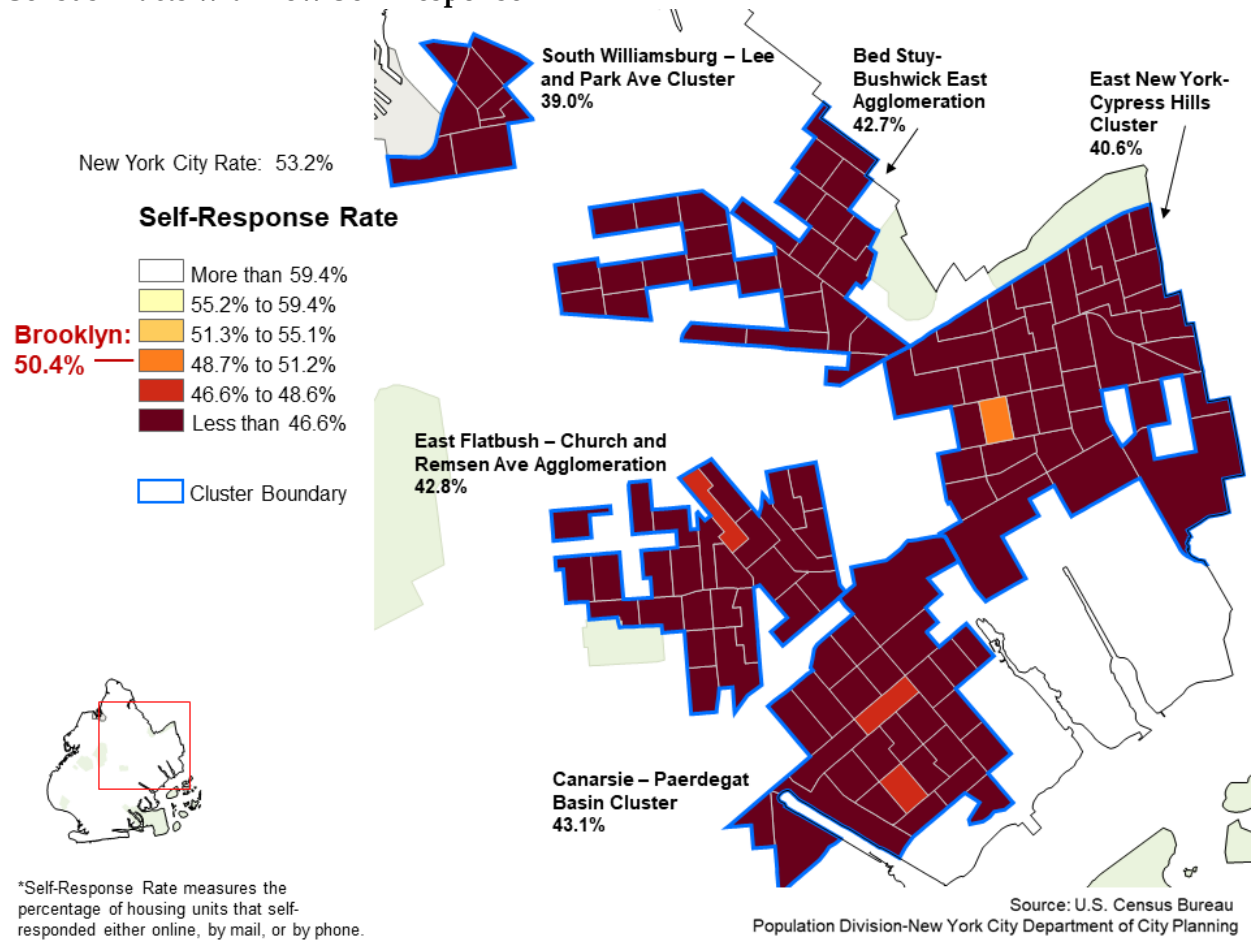 South Williamsburg – Lee
and Park Ave Cluster
39.0%
Bed Stuy-
Bushwick East
Agglomeration
42.7%
East New York-
Cypress Hills
Cluster
40.6%
New York City Rate: 53.2%
Self-Response Rate
More than 59.4%
55.2% to 59.4%
51.3% to 55.1%
48.7% to 51.2%
46.6% to 48.6%
Less than 46.6%
Brooklyn:
50.4%
Cluster Boundary
East Flatbush – Church and
Remsen Ave Agglomeration
42.8%
Canarsie – Paerdegat
Basin Cluster
43.1%
*Self-Response Rate measures the
percentage of housing units that self-
responded either online, by mail, or by phone.
Source: U.S. Census Bureau
Population Division-New York City Department of City Planning